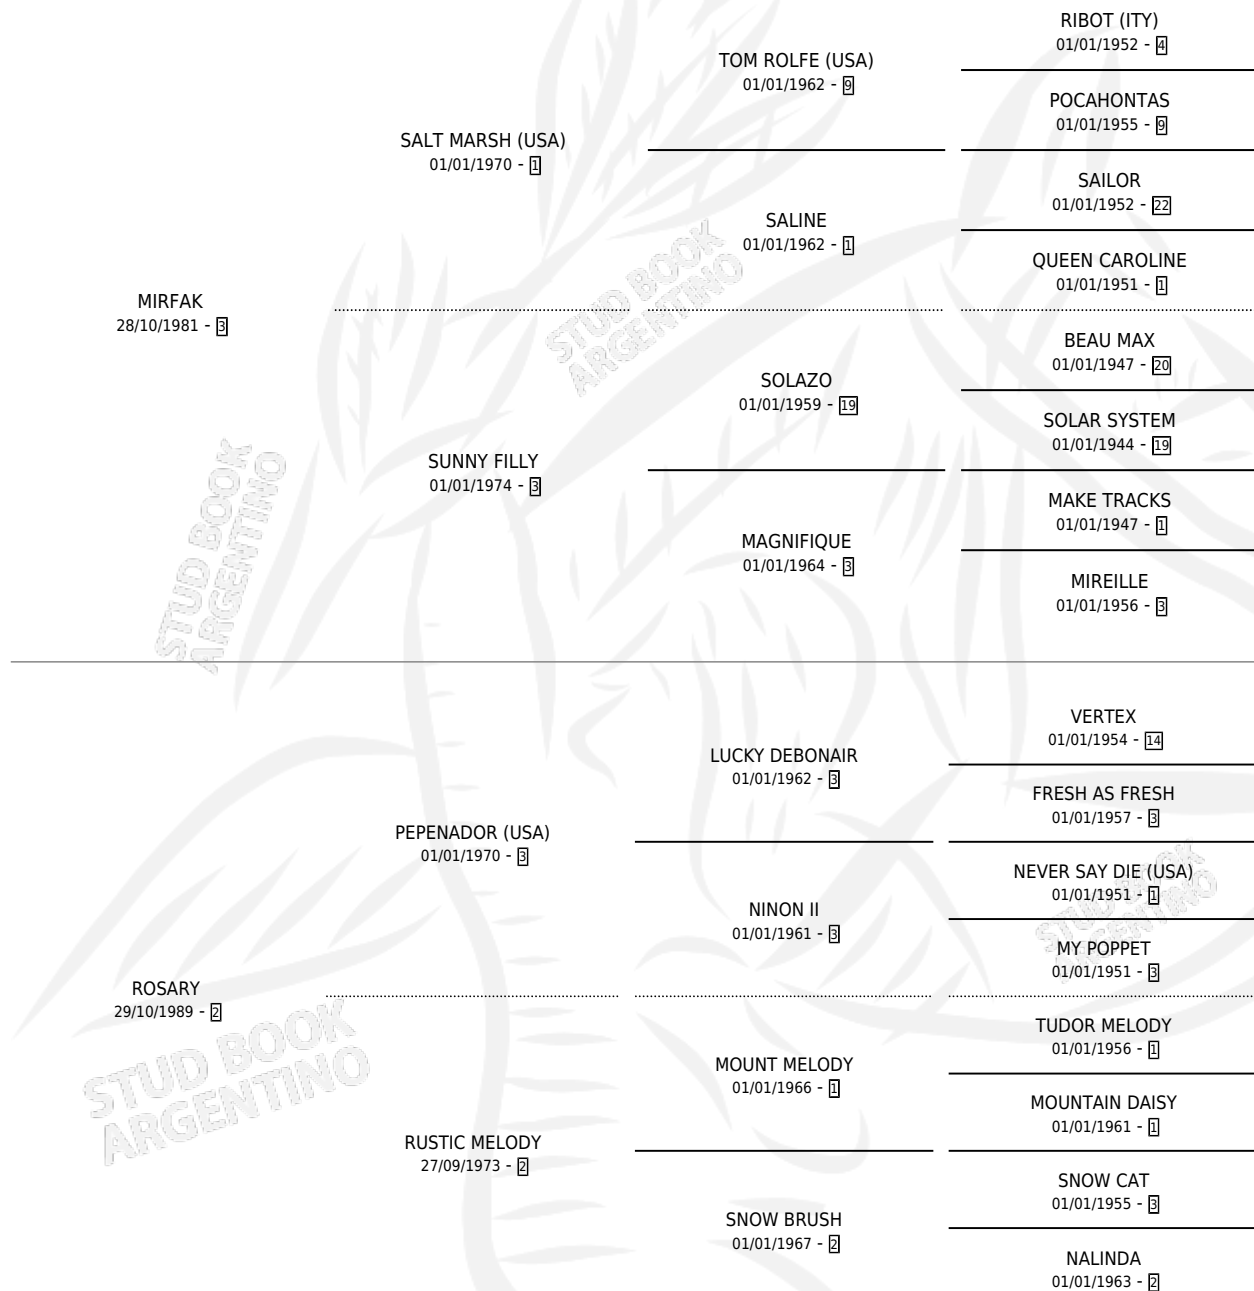 RIBOT (ITY)
01/01/1952 - 4
TOM ROLFE (USA)
01/01/1962 - 9
POCAHONTAS
01/01/1955 - 9
SALT MARSH (USA)
01/01/1970 - 1
SAILOR
01/01/1952 - 22
SALINE
01/01/1962 - 1
QUEEN CAROLINE
01/01/1951 - 1
MIRFAK
28/10/1981 - 3
BEAU MAX
01/01/1947 - 20
SOLAZO
01/01/1959 - 19
SOLAR SYSTEM
01/01/1944 - 19
SUNNY FILLY
01/01/1974 - 3
MAKE TRACKS
01/01/1947 - 1
MAGNIFIQUE
01/01/1964 - 3
MIREILLE
01/01/1956 - 3
VERTEX
01/01/1954 - 14
LUCKY DEBONAIR
01/01/1962 - 3
FRESH AS FRESH
01/01/1957 - 3
PEPENADOR (USA)
01/01/1970 - 3
NEVER SAY DIE (USA)
01/01/1951 - 1
NINON II
01/01/1961 - 3
MY POPPET
01/01/1951 - 3
ROSARY
29/10/1989 - 2
TUDOR MELODY
01/01/1956 - 1
MOUNT MELODY
01/01/1966 - 1
MOUNTAIN DAISY
01/01/1961 - 1
RUSTIC MELODY
27/09/1973 - 2
SNOW CAT
01/01/1955 - 3
SNOW BRUSH
01/01/1967 - 2
NALINDA
01/01/1963 - 2
STUD BOOK
ARGENTINO
STUD BOOK
ARGENTINO
STUD BOOK
ARGENTINO
STUD BOOK
ARGENTINO